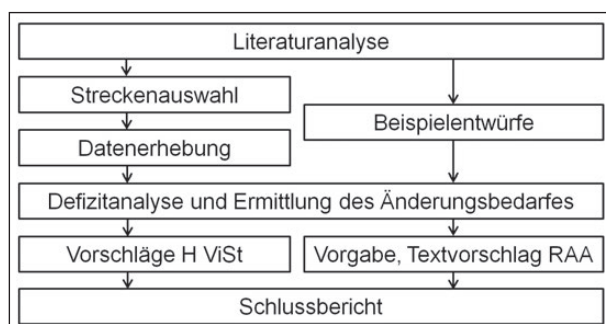 Literaturanalyse
Streckenauswahl
Beispielentwürfe
Datenerhebung
Defizitanalyse und Ermittlung des Änderungsbedarfes
Vorschläge H ViSt
Vorgabe, Textvorschlag RAA
Schlussbericht